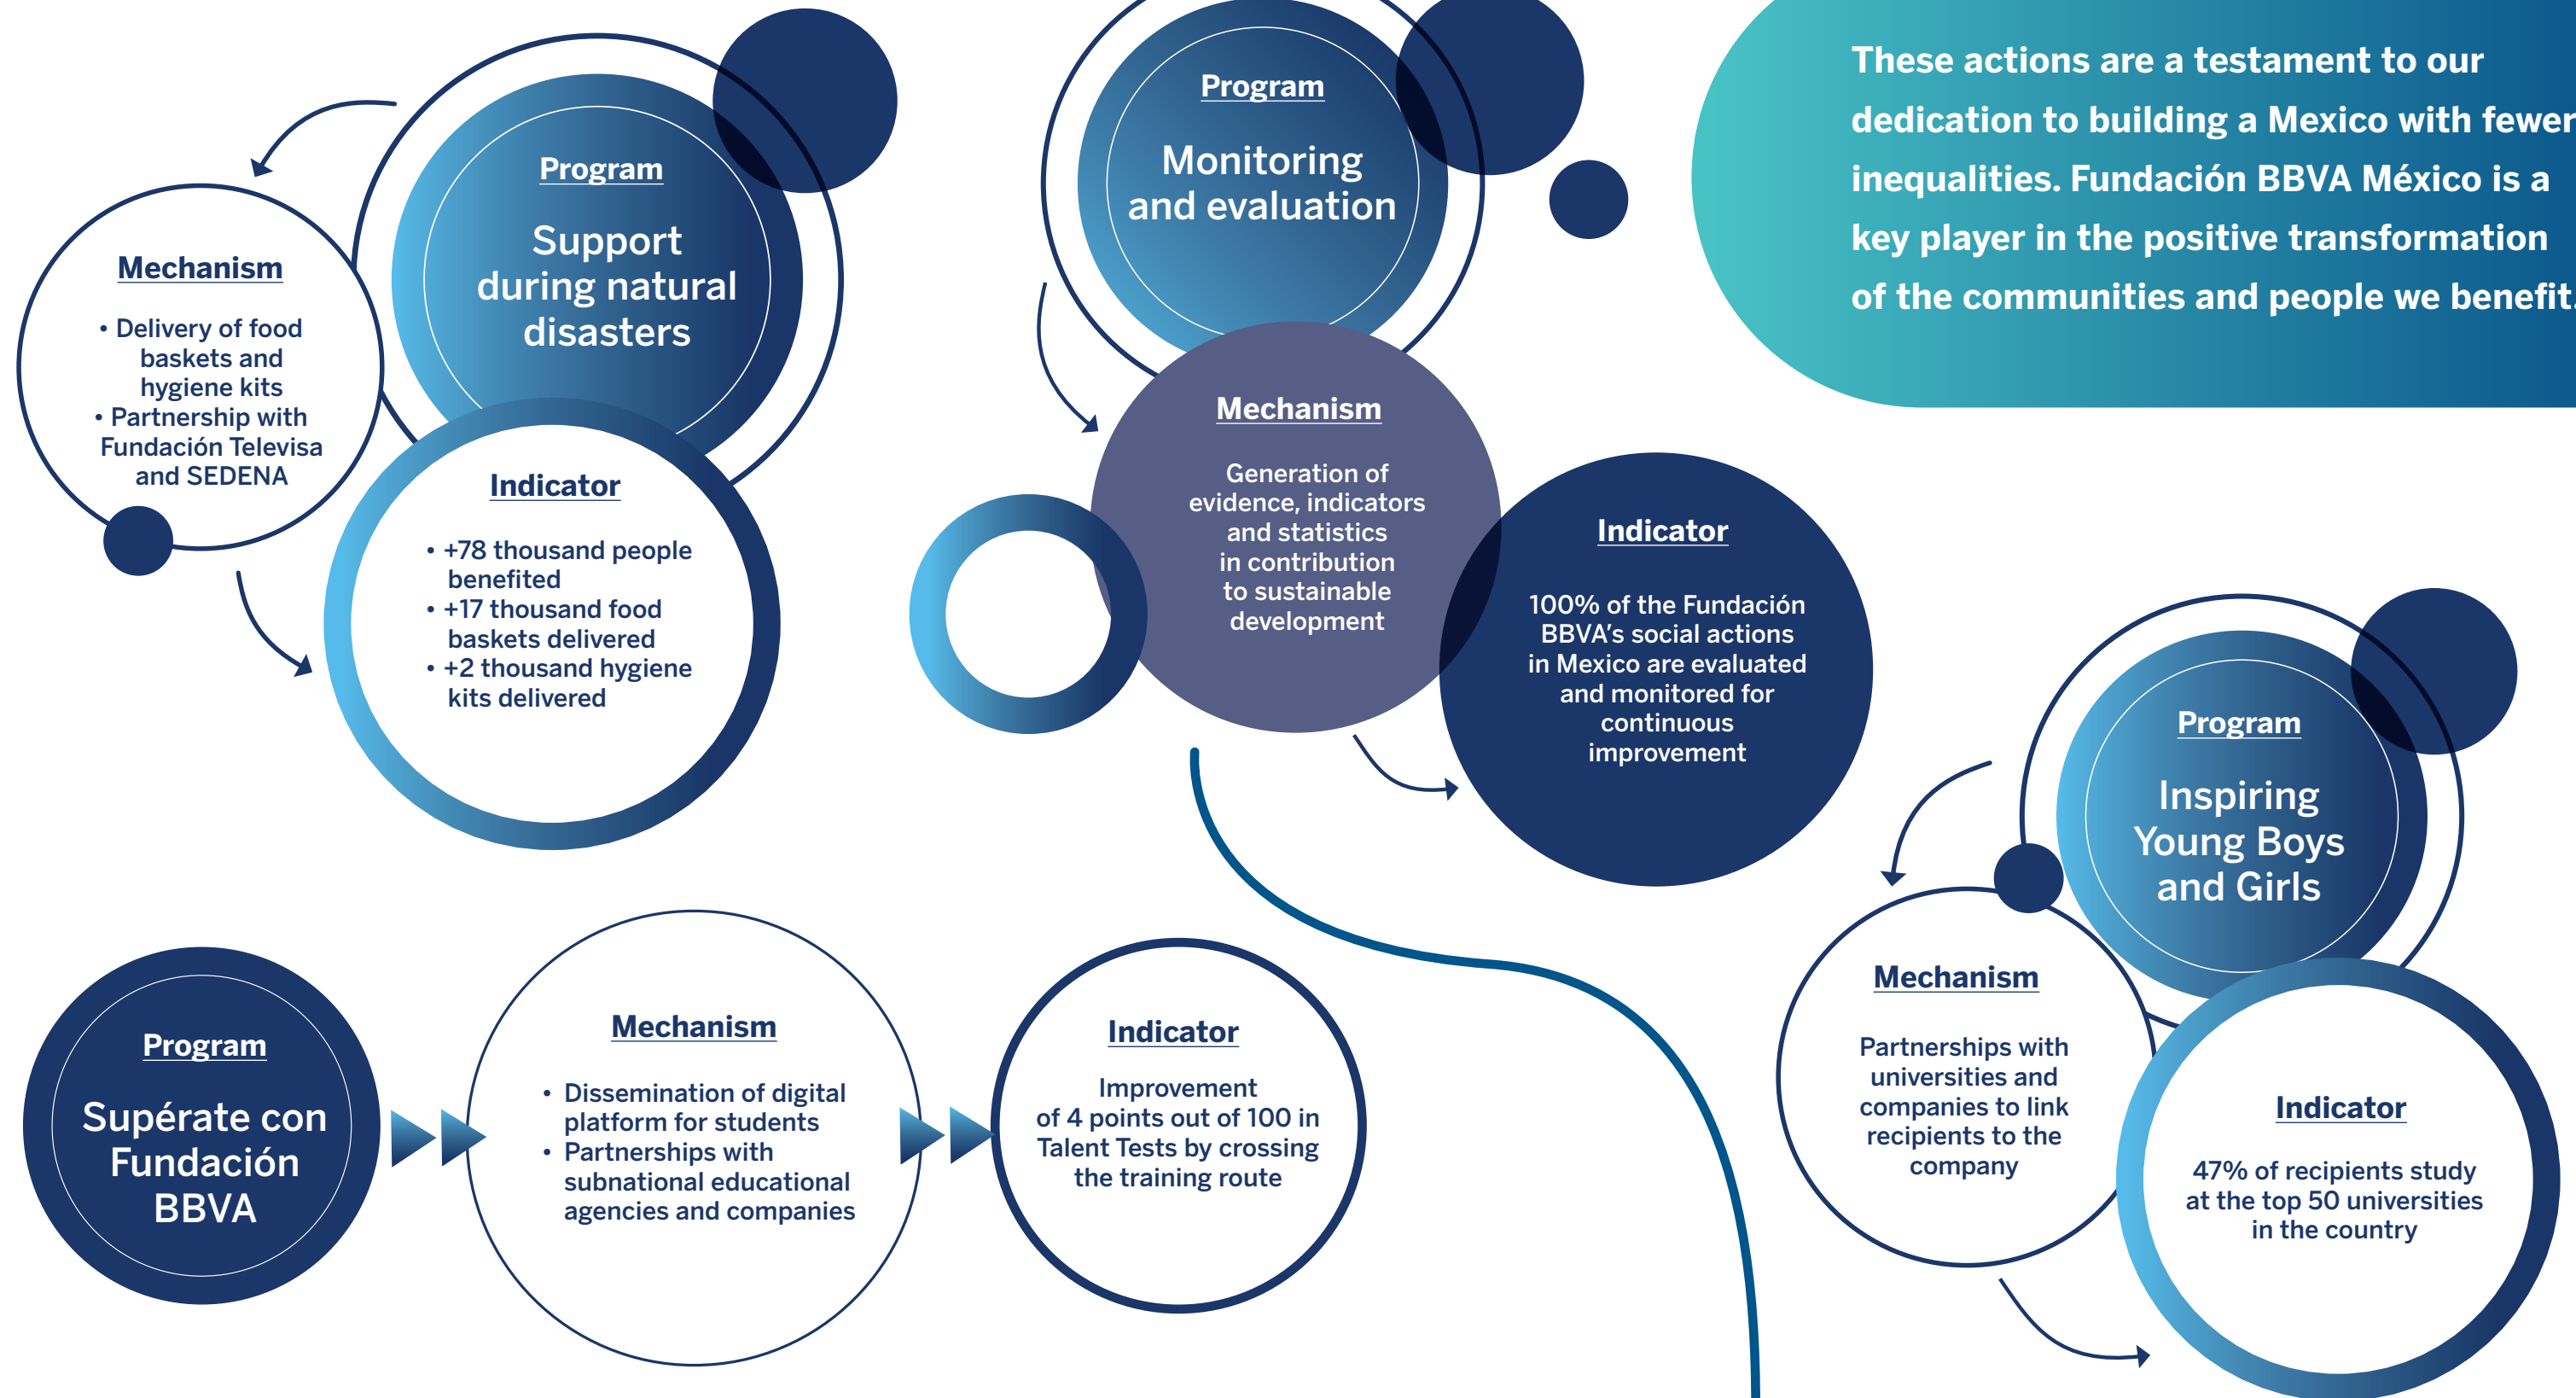 Program
Support
during natural
disasters
Mechanism
• Delivery of food
baskets and
hygiene kits
• Partnership with
Fundación Televisa
and SEDENA
Indicator
• +78 thousand people
benefited
• +17 thousand food
baskets delivered
• +2 thousand hygiene
kits delivered
Program
Monitoring
and evaluation
Mechanism
Generation of
evidence, indicators
and statistics
in contribution
to sustainable
development
Indicator
100% of the Fundación
BBVA’s social actions
in Mexico are evaluated
and monitored for
continuous
improvement
These actions are a testament to our
dedication to building a Mexico with fewer
inequalities. Fundación BBVA México is a
key player in the positive transformation
of the communities and people we benefit.
Program
Inspiring
Young Boys
and Girls
Mechanism
Partnerships with
universities and
companies to link
recipients to the
company
Indicator
47% of recipients study
at the top 50 universities
in the country
Program
Supérate con
Fundación
BBVA
Mechanism
• Dissemination of digital
platform for students
• Partnerships with
subnational educational
agencies and companies
Indicator
Improvement
of 4 points out of 100 in
Talent Tests by crossing
the training route